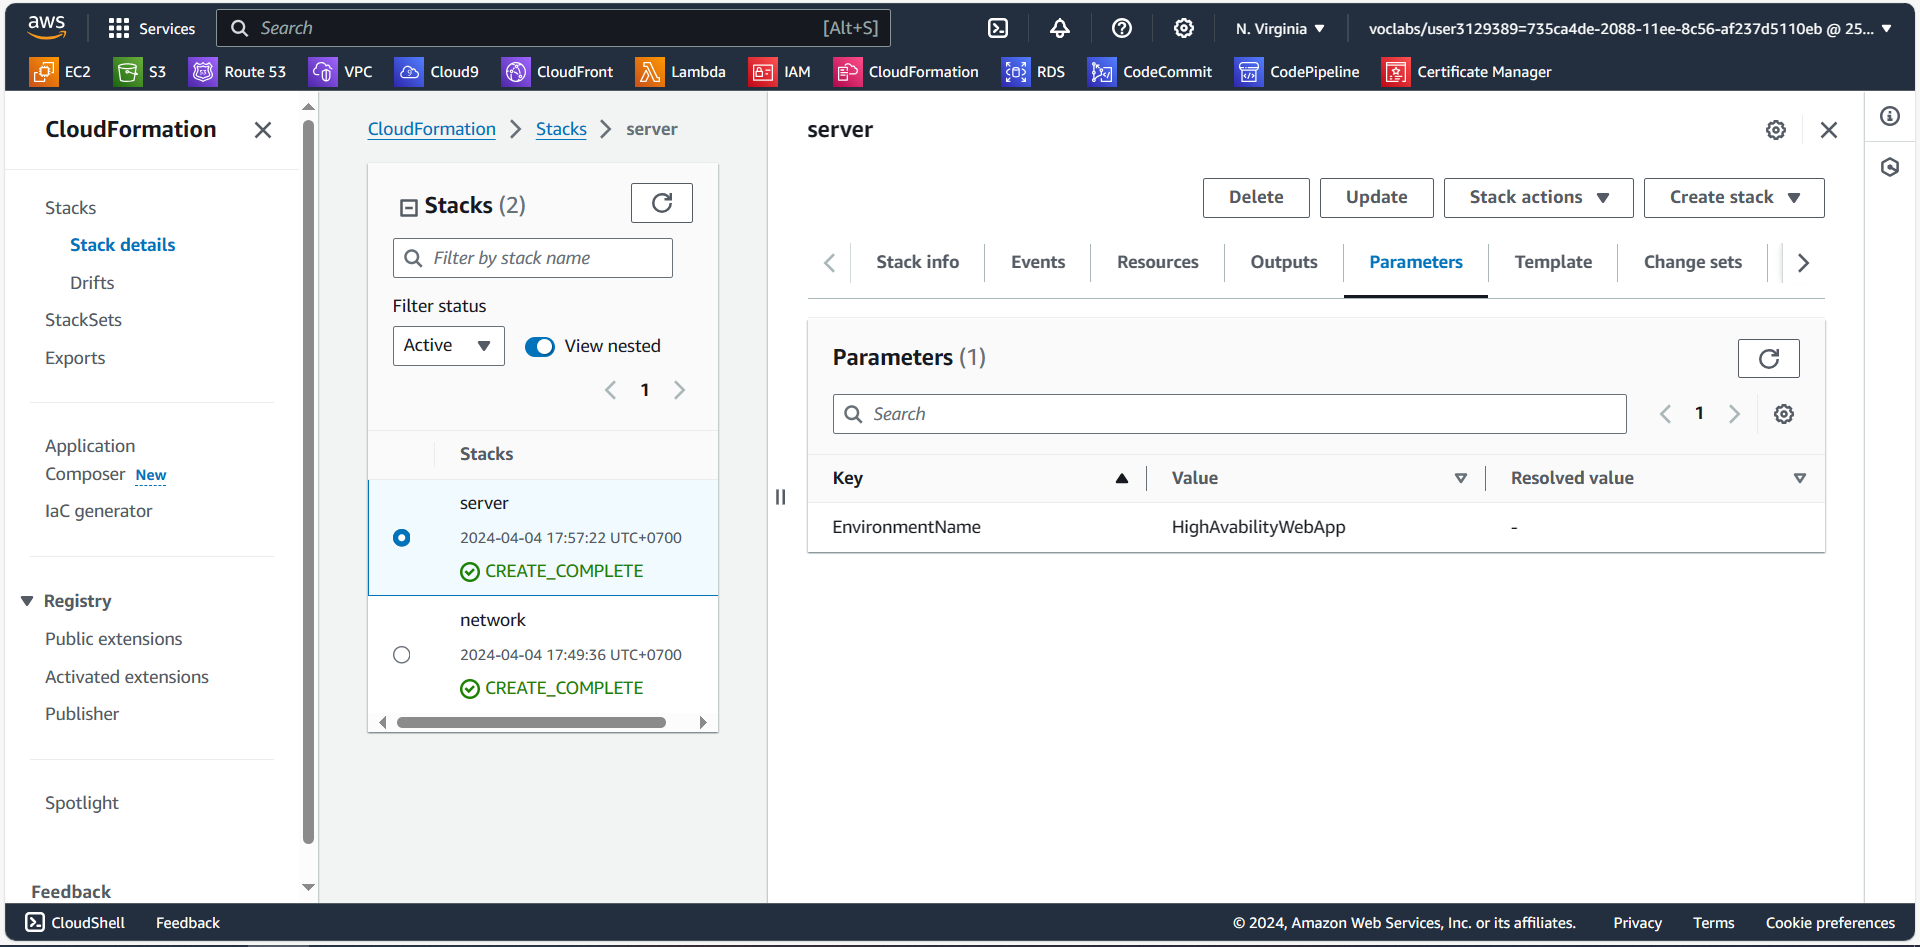 aws
Services
Search
[Alt+S]
N. Virginia
voclabs/user3129389=735ca4de-2088-11ee-8c56-af237d5110eb @ 25...
EC2
S3
Route 53
VPC
Cloud9
CloudFront
Lambda
IAM
CloudFormation
RDS
CodeCommit
CodePipeline
Certificate Manager
CloudFormation
Stacks
Stack details
Drifts
StackSets
Exports
Application
Composer New
IaC generator
Registry
Public extensions
Activated extensions
Publisher
Spotlight
Feedback
CloudFormation
Stacks
server
Stacks (2)
Filter by stack name
Filter status
Active
View nested
1
Stacks
server
2024-04-04 17:57:22 UTC+0700
CREATE_COMPLETE
network
2024-04-04 17:49:36 UTC+0700
CREATE_COMPLETE
server
Delete
Update
Stack actions
Create stack
Stack info
Events
Resources
Outputs
Parameters
Template
Change sets
Parameters (1)
Search
1
Key
Value
Resolved value
EnvironmentName
HighAvabilityWebApp
-
CloudShell
Feedback
© 2024, Amazon Web Services, Inc. or its affiliates.
Privacy
Terms
Cookie preferences